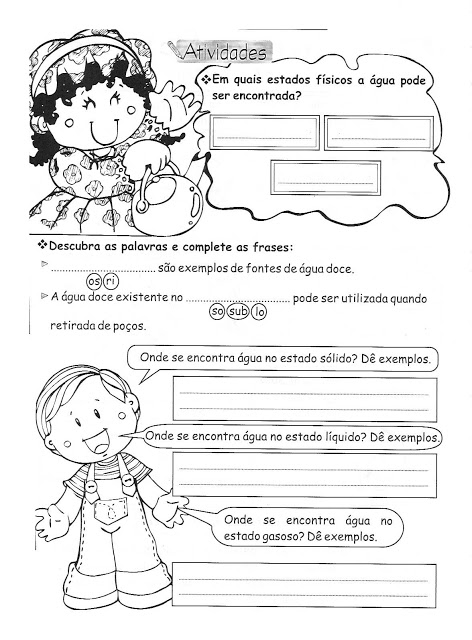 Atividades
❖Em quais estados físicos a água pode
ser encontrada?
❖Descubra as palavras e complete as frases:
▷ .............................. são exemplos de fontes de água doce.
os ri
▷ A água doce existente no .............................. pode ser utilizada quando
so sub lo
retirada de poços.
Onde se encontra água no estado sólido? Dê exemplos.
Onde se encontra água no estado líquido? Dê exemplos.
Onde se encontra água no
estado gasoso? Dê exemplos.